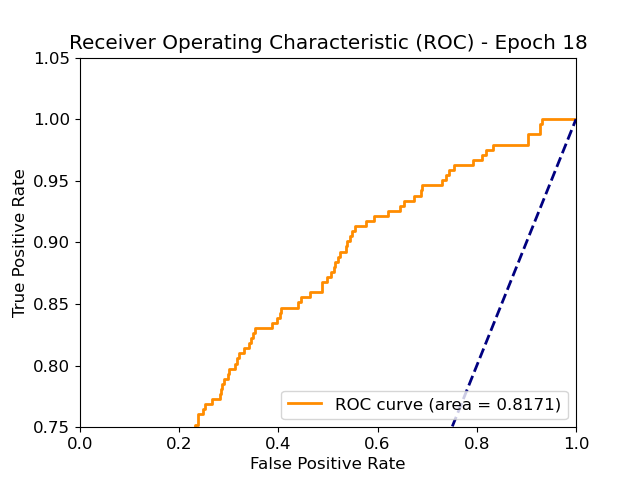 Receiver Operating Characteristic (ROC) - Epoch 18
1.05
1.00
0.95
0.90
0.85
0.80
0.75
True Positive Rate
ROC curve (area = 0.8171)
0.0 0.2 0.4 0.6 0.8 1.0
False Positive Rate